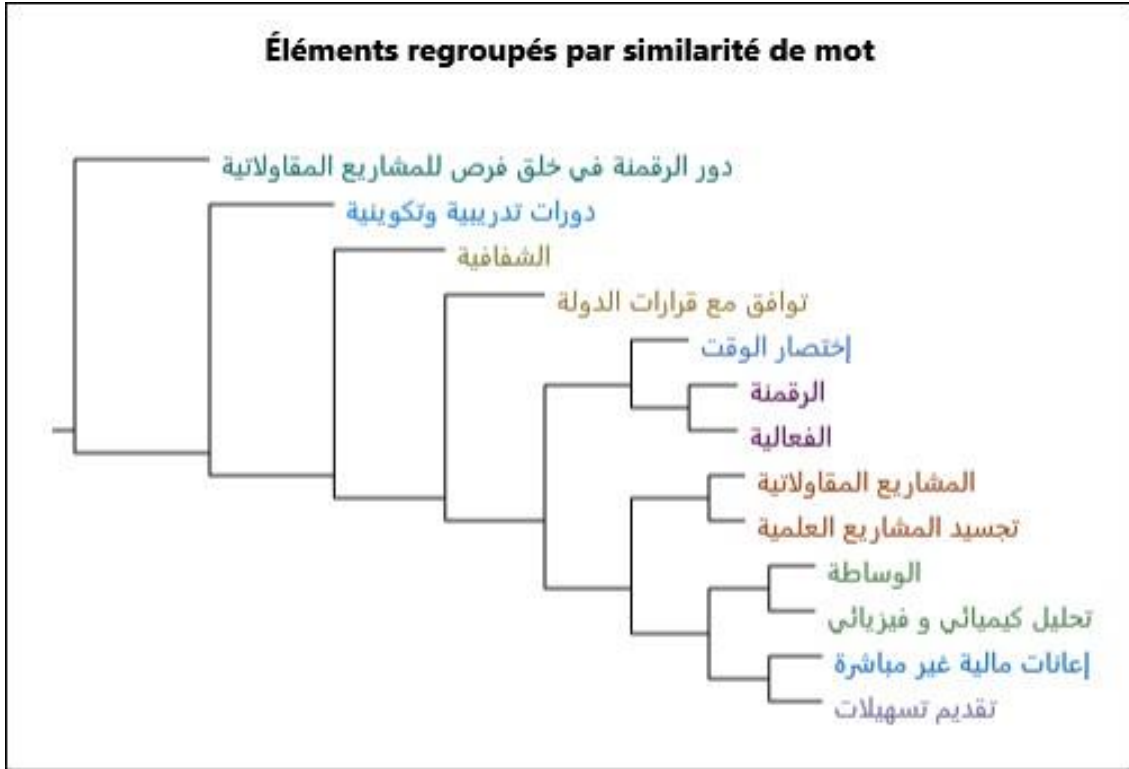 Éléments regroupés par similarité de mot
دور الرقمنة في خلق فرص للمشاريع المقاولاتية
دورات تدريبية وتكوينية
الشفافية
توافق مع قرارات الدولة
إختصار الوقت
الرقمنة
الفعالية
المشاريع المقاولاتية
تجسيد المشاريع العلمية
الوساطة
تحليل كيميائي و فيزيائي
إعانات مالية غير مباشرة
تقديم تسهيلات